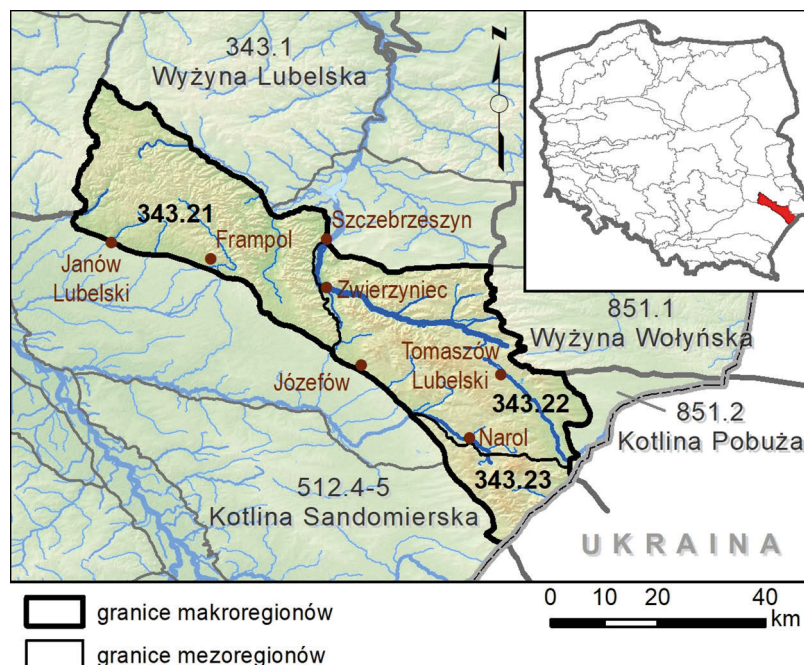 343.1
Wyżyna Lubelska
N
343.21
Szczebrzeszyn
Frampol
Janów
Lubelski
Zwierzyniec
851.1
Wyżyna Wołyńska
Józefów
Tomaszów
Lubelski
343.22
851.2
Kotlina Pobuża
Narol
512.4-5
Kotlina Sandomierska
343.23
UKRAINA
granice makroregionów
granice mezoregionów
0 10 20 40
km